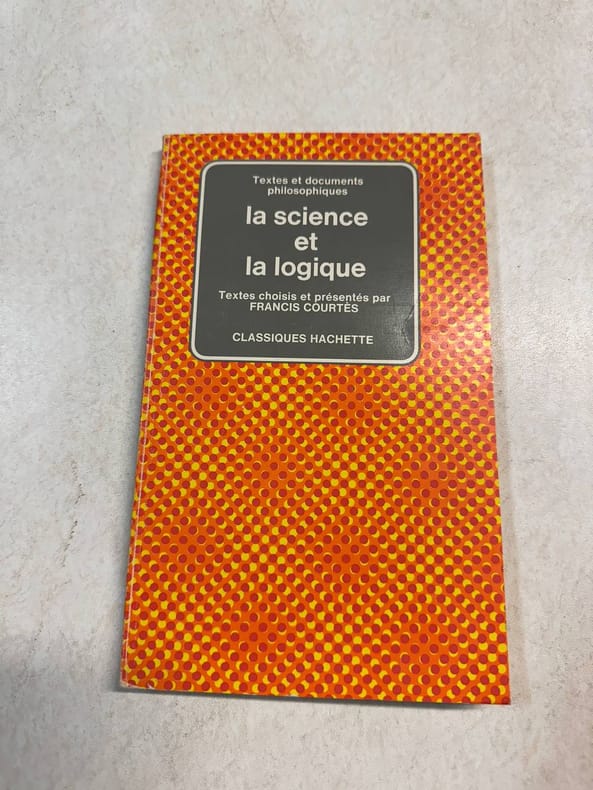 Textes et documents
philosophiques
la science
et
la logique
Textes choisis et présentés par
FRANCIS COURTÈS
CLASSIQUES HACHETTE